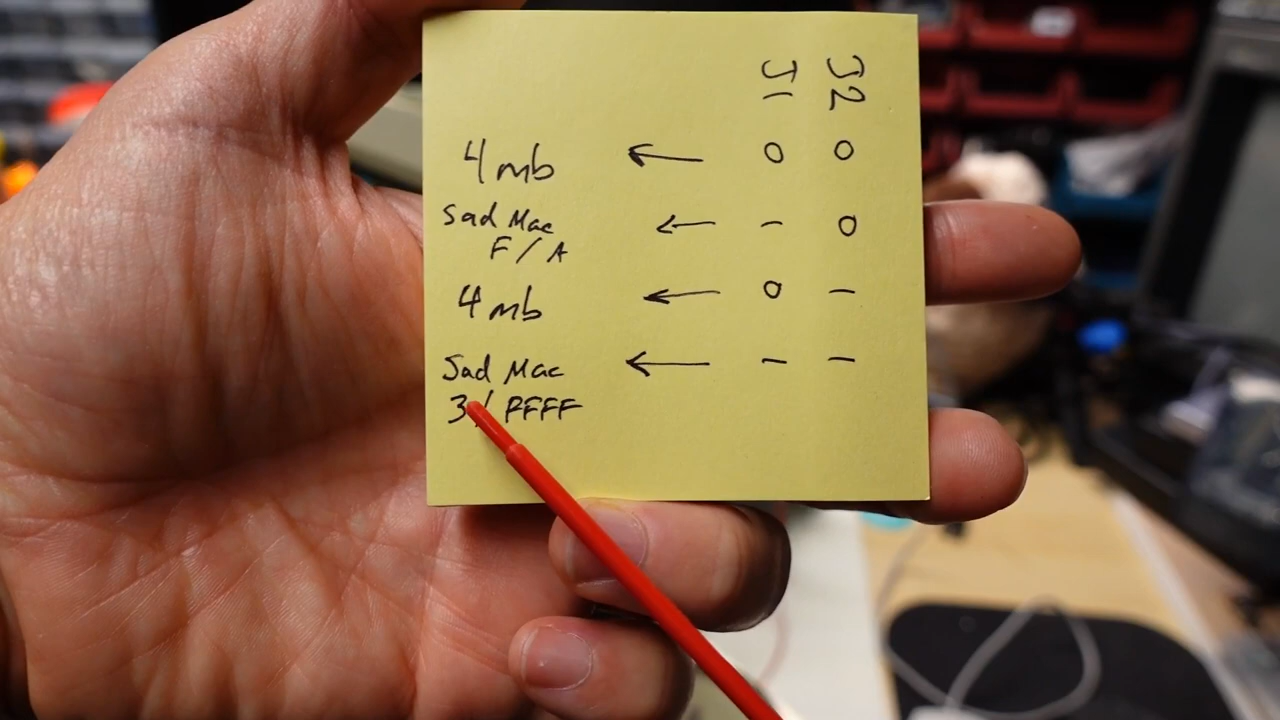 J1 J2
4mb ← O O
Sad Mac ← - O
F/A
4mb ← O -
Sad Mac ← - -
3/FFFF